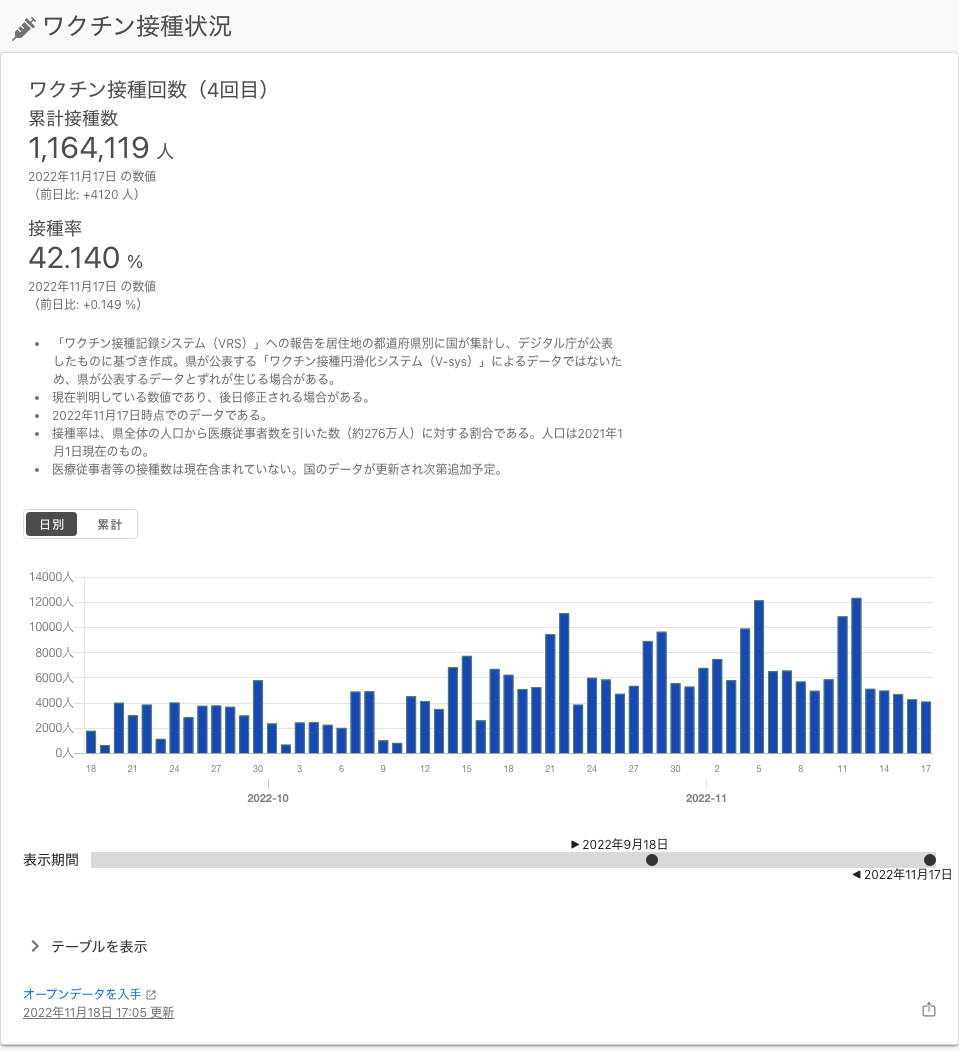 ワクチン接種状況
ワクチン接種回数（4回目）
累計接種数
1,164,119 人
2022年11月17日 の数値
（前日比: +4120 人）
接種率
42.140 %
2022年11月17日 の数値
（前日比: +0.149 %）
• 「ワクチン接種記録システム（VRS）」への報告を居住地の都道府県別に国が集計し、デジタル庁が公表
したものに基づき作成。県が公表する「ワクチン接種円滑化システム（V-sys）」によるデータではないた
め、県が公表するデータとずれが生じる場合がある。
• 現在判明している数値であり、後日修正される場合がある。
• 2022年11月17日時点でのデータである。
• 接種率は、県全体の人口から医療従事者数を引いた数（約276万人）に対する割合である。人口は2021年1
月1日現在のもの。
• 医療従事者等の接種数は現在含まれていない。国のデータが更新され次第追加予定。
日別 累計
14000人
12000人
10000人
8000人
6000人
4000人
2000人
0人
18 21 24 27 30 3 6 9 12 15 18 21 24 27 30 2 5 8 11 14 17
2022-10 2022-11
▶ 2022年9月18日
表示期間
◀ 2022年11月17日
テーブルを表示
オープンデータを入手
2022年11月18日 17:05 更新